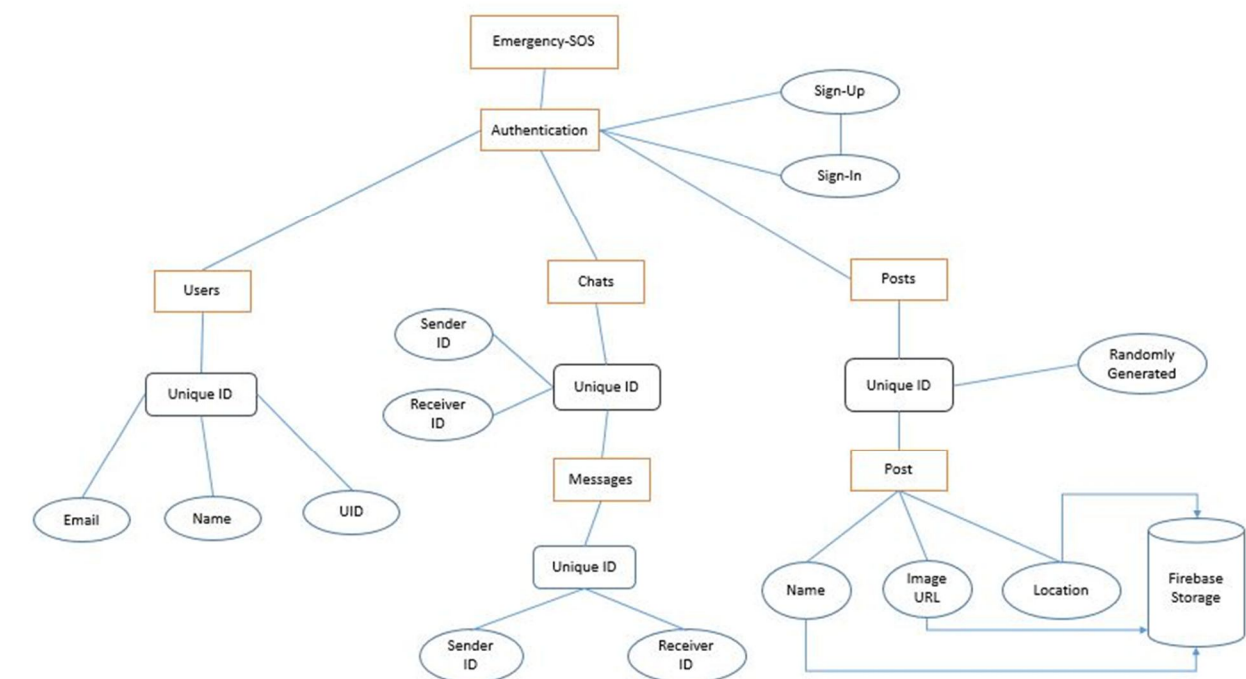 Emergency-SOS
Sign-Up
Authentication
Sign-In
Users
Chats
Posts
Sender
ID
Randomly
Generated
Unique ID
Unique ID
Unique ID
Receiver
ID
Messages
Post
Email
Name
UID
Unique ID
Name
Image
URL
Location
Firebase
Storage
Sender
ID
Receiver
ID